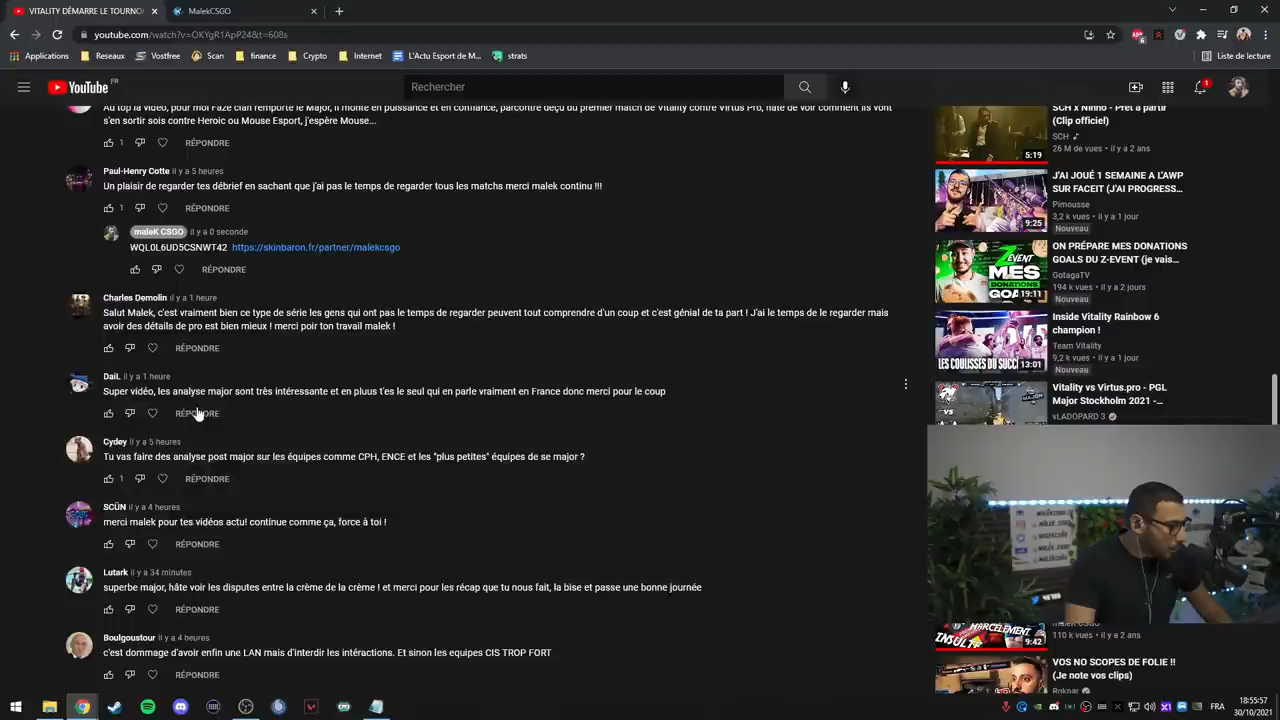 VITALITY DÉMARRE LE TOURNO
MalekCSGO
youtube.com/watch?v=OKYgR1ApP24&t=608s
Applications
Reseaux
Vostfree
Scan
finance
Crypto
Internet
L'Actu Esport de M...
strats
Liste de lecture
YouTube FR
Rechercher
1
Au top la vidéo, pour moi Faze clan remporte le Major, il monte en puissance et en confiance, parcontre deçu du premier match de Vitality contre Virtus Pro, hâte de voir comment ils vont
s'en sortir sois contre Heroic ou Mouse Esport, j'espère Mouse...
1
RÉPONDRE
Paul-Henry Cotte il y a 5 heures
Un plaisir de regarder tes débrief en sachant que j'ai pas le temps de regarder tous les matchs merci malek continu !!!
1
RÉPONDRE
maleK CSGO il y a 0 seconde
WQL0L6UD5CSNWT42 https://skinbaron.fr/partner/malekcsgo
RÉPONDRE
Charles Demolin il y a 1 heure
Salut Malek, c'est vraiment bien ce type de série les gens qui ont pas le temps de regarder peuvent tout comprendre d'un coup et c'est génial de ta part ! J'ai le temps de le regarder mais
avoir des détails de pro est bien mieux ! merci poir ton travail malek !
RÉPONDRE
DaiL il y a 1 heure
Super vidéo, les analyse major sont très intéressante et en pluus t'es le seul qui en parle vraiment en France donc merci pour le coup
RÉPONDRE
Cydey il y a 5 heures
Tu vas faire des analyse post major sur les équipes comme CPH, ENCE et les "plus petites" équipes de se major ?
1
RÉPONDRE
SCÜN il y a 4 heures
merci malek pour tes vidéos actu! continue comme ça, force à toi !
RÉPONDRE
Lutark il y a 34 minutes
superbe major, hâte voir les disputes entre la crème de la crème ! et merci pour les récap que tu nous fait, la bise et passe une bonne journée
RÉPONDRE
Boulgoustour il y a 4 heures
c'est dommage d'avoir enfin une LAN mais d'interdir les intéractions. Et sinon les equipes CIS TROP FORT
RÉPONDRE
SCH x Ninho - Prêt à partir
(Clip officiel)
SCH
26 M de vues • il y a 2 ans
5:19
J'AI JOUÉ 1 SEMAINE A L'AWP
SUR FACEIT (J'AI PROGRESS...
Pimousse
3,2 k vues • il y a 1 jour
Nouveau
9:25
ON PRÉPARE MES DONATIONS
GOALS DU Z-EVENT (je vais...
GotagaTV
194 k vues • il y a 2 jours
Nouveau
ZEVENT
MES
DONATIONS
GOA
19:11
Inside Vitality Rainbow 6
champion !
Team Vitality
9,2 k vues • il y a 1 jour
Nouveau
LES COULISSES DU SUCC
13:01
Vitality vs Virtus.pro - PGL
Major Stockholm 2021 -...
vLADOPARD 3
VS
maleK CSGO
110 k vues • il y a 2 ans
HARCELEMENT
INSULT
9:42
VOS NO SCOPES DE FOLIE !!
(Je note vos clips)
FRA
18:55:57
30/10/2021